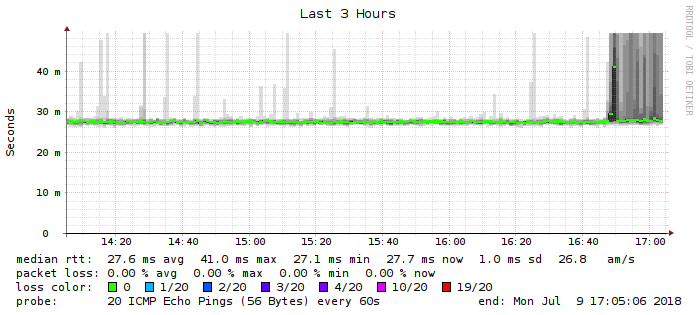 Last 3 Hours
RRDTOOL / TOBI OETIKER
Seconds
40 m
30 m
20 m
10 m
0
14:20 14:40 15:00 15:20 15:40 16:00 16:20 16:40 17:00
median rtt: 27.6 ms avg 41.0 ms max 27.1 ms min 27.7 ms now 1.0 ms sd 26.8 am/s
packet loss: 0.00 % avg 0.00 % max 0.00 % min 0.00 % now
loss color: 0 1/20 2/20 3/20 4/20 10/20 19/20
probe: 20 ICMP Echo Pings (56 Bytes) every 60s end: Mon Jul 9 17:05:06 2018